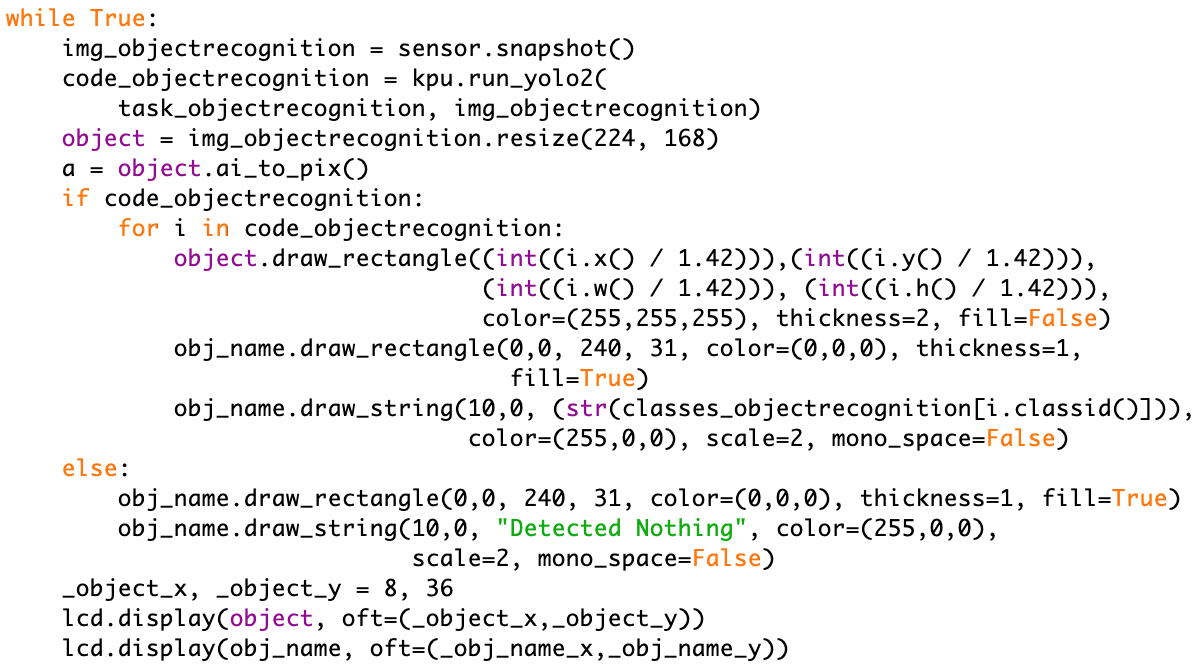 while True:
    img_objectrecognition = sensor.snapshot()
    code_objectrecognition = kpu.run_yolo2(
        task_objectrecognition, img_objectrecognition)
    object = img_objectrecognition.resize(224, 168)
    a = object.ai_to_pix()
    if code_objectrecognition:
        for i in code_objectrecognition:
            object.draw_rectangle((int((i.x() / 1.42))),(int((i.y() / 1.42))),
                                  (int((i.w() / 1.42))), (int((i.h() / 1.42))),
                                  color=(255,255,255), thickness=2, fill=False)
            obj_name.draw_rectangle(0,0, 240, 31, color=(0,0,0), thickness=1,
                                    fill=True)
            obj_name.draw_string(10,0, (str(classes_objectrecognition[i.classid()])),
                                 color=(255,0,0), scale=2, mono_space=False)
    else:
        obj_name.draw_rectangle(0,0, 240, 31, color=(0,0,0), thickness=1, fill=True)
        obj_name.draw_string(10,0, "Detected Nothing", color=(255,0,0),
                             scale=2, mono_space=False)
    _object_x, _object_y = 8, 36
    lcd.display(object, oft=(_object_x,_object_y))
    lcd.display(obj_name, oft=(_obj_name_x,_obj_name_y))